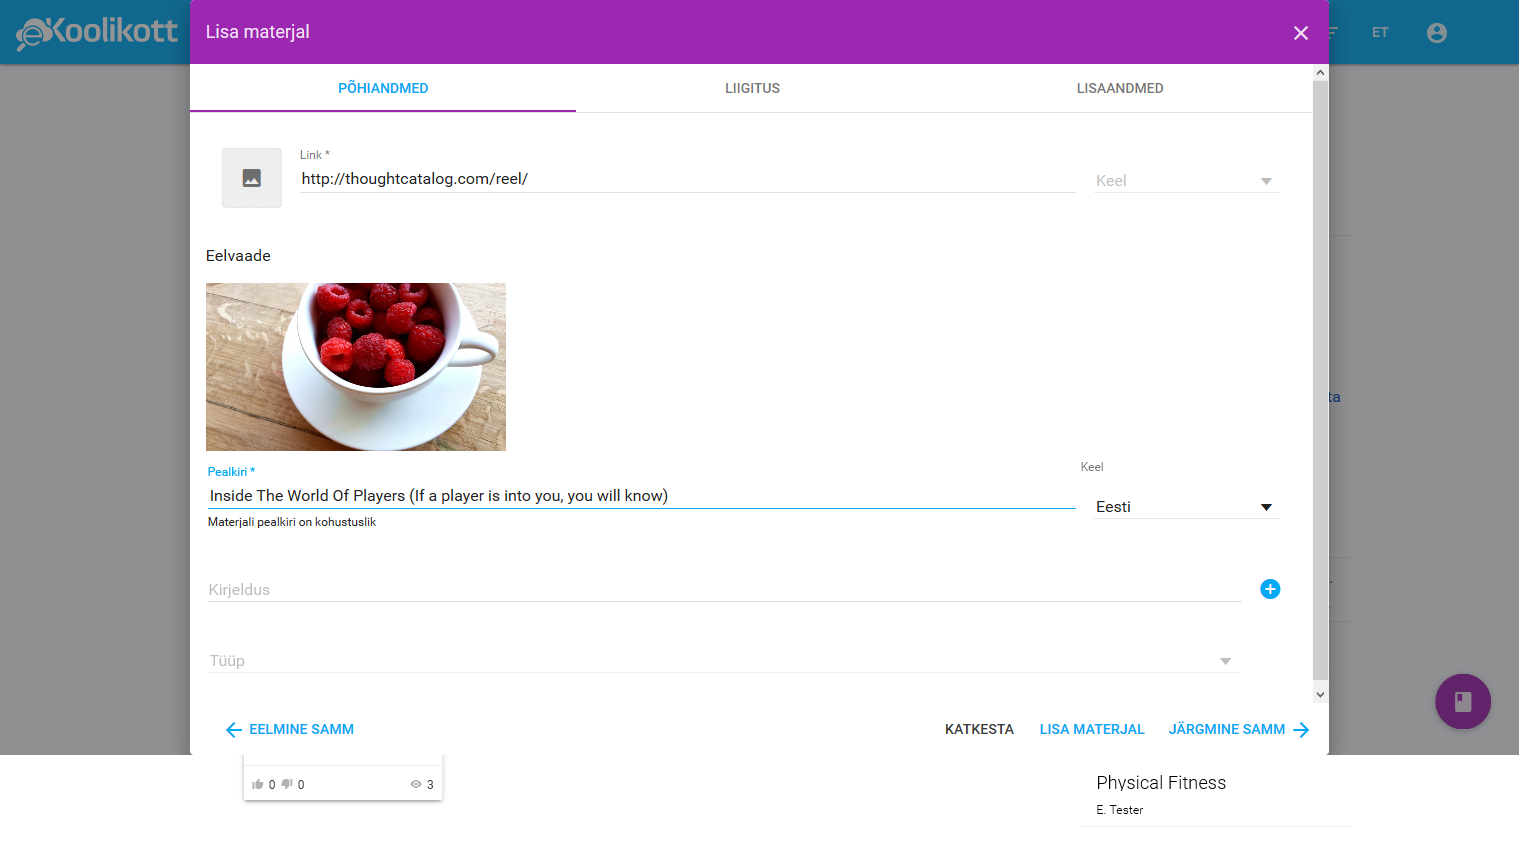 Koolikott
Lisa materjal
ET
PÕHIANDMED
LIIGITUS
LISAANDMED
Link *
http://thoughtcatalog.com/reel/
Keel
Eelvaade
Pealkiri *
Keel
Inside The World Of Players (If a player is into you, you will know)
Eesti
Materjali pealkiri on kohustuslik
Kirjeldus
Tüüp
EELMINE SAMM
KATKESTA
LISA MATERJAL
JÄRGMINE SAMM
0
0
3
Physical Fitness
E. Tester